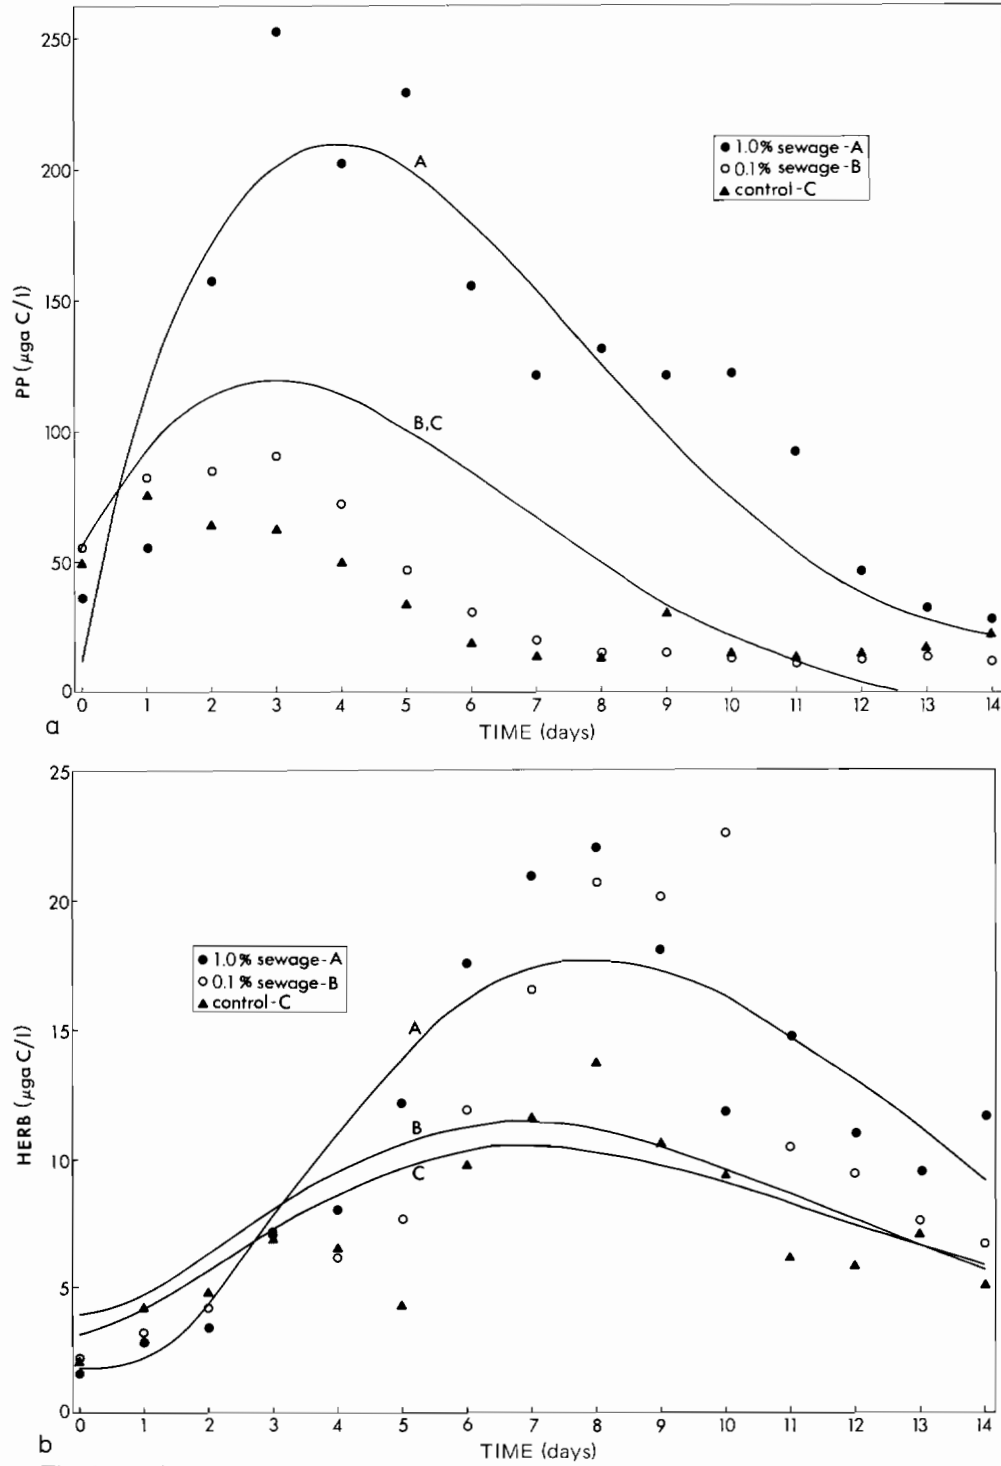 250
200
150
100
50
0
PP (µga C/l)
A
B,C
● 1.0% sewage-A
○ 0.1% sewage-B
▲ control-C
0 1 2 3 4 5 6 7 8 9 10 11 12 13 14
TIME (days)
a
25
20
15
10
5
0
HERB (µga C/l)
● 1.0% sewage-A
○ 0.1% sewage-B
▲ control-C
A
B
C
0 1 2 3 4 5 6 7 8 9 10 11 12 13 14
TIME (days)
b